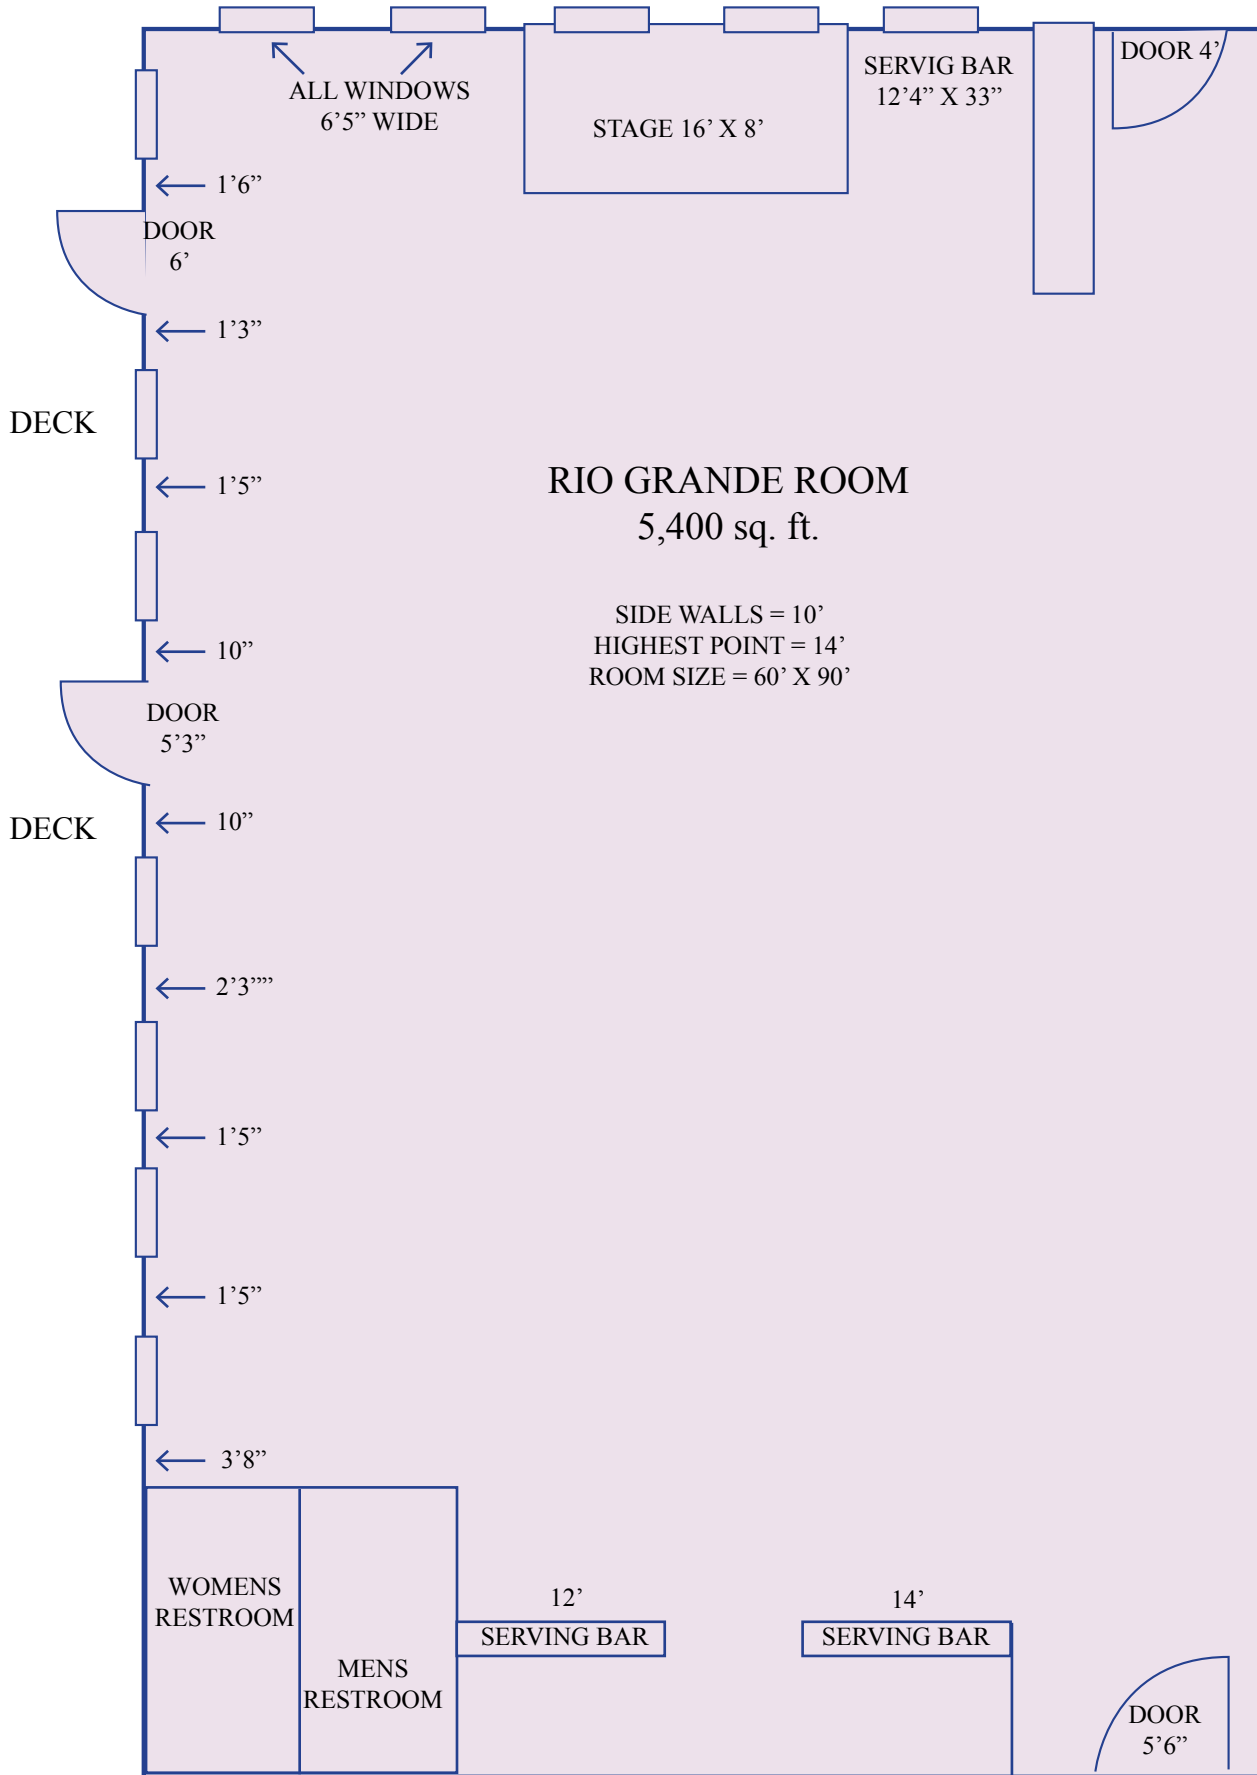 DOOR 4’
SERVIG BAR
12’4” X 33”
ALL WINDOWS
6’5” WIDE
STAGE 16’ X 8’
1’6”
DOOR
6’
1’3”
DECK
1’5”
RIO GRANDE ROOM
5,400 sq. ft.
SIDE WALLS = 10’
HIGHEST POINT = 14’
ROOM SIZE = 60’ X 90’
10”
DOOR
5’3”
DECK
10”
2’3””
1’5”
1’5”
3’8”
WOMENS
RESTROOM
MENS
RESTROOM
12’
SERVING BAR
14’
SERVING BAR
DOOR
5’6”